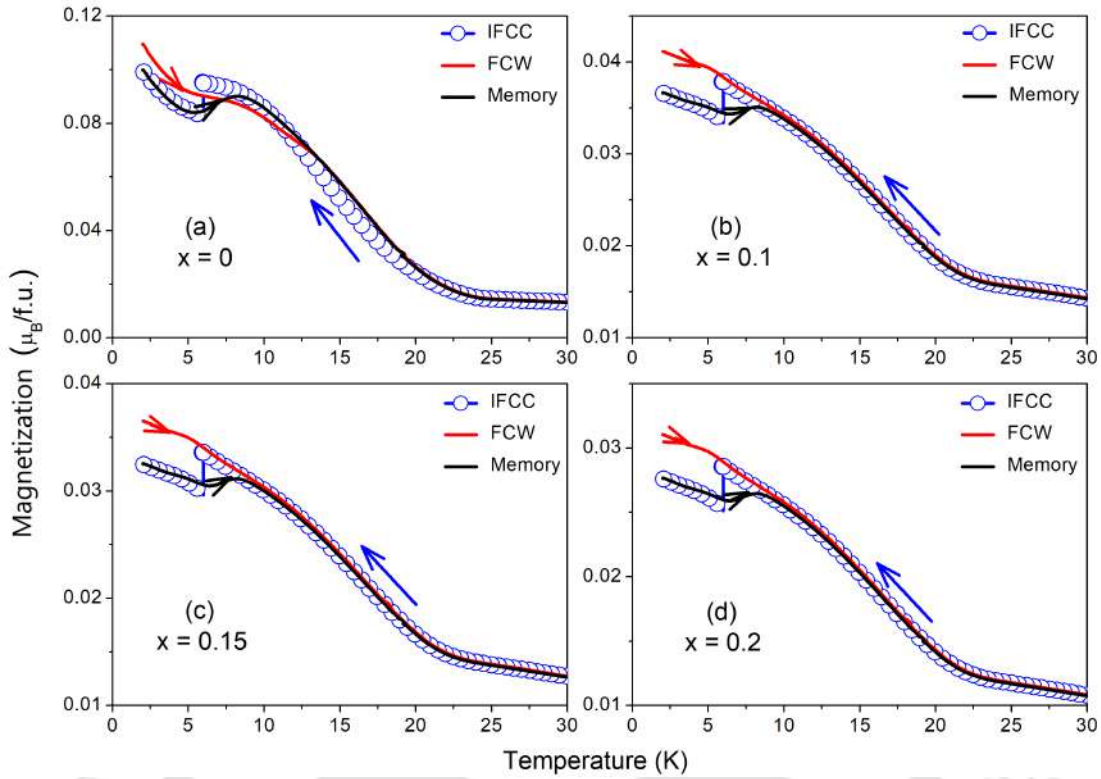 Magnetization (μB/f.u.)
0.12
0.08
0.04
0.00
IFCC
FCW
Memory
(a)
x = 0
0 5 10 15 20 25 30
0.04
0.03
0.02
0.01
IFCC
FCW
Memory
(b)
x = 0.1
0 5 10 15 20 25 30
0.04
0.03
0.02
0.01
IFCC
FCW
Memory
(c)
x = 0.15
0 5 10 15 20 25 30
0.03
0.02
0.01
IFCC
FCW
Memory
(d)
x = 0.2
0 5 10 15 20 25 30
Temperature (K)